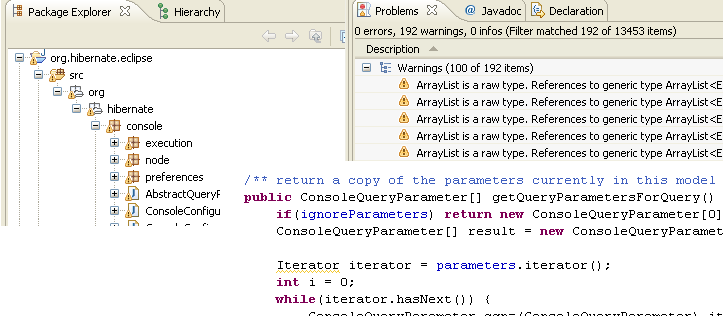 Package Explorer
Hierarchy
org.hibernate.eclipse
src
org
hibernate
console
execution
node
preferences
AbstractQueryP
ConsoleConfigu
Problems
Javadoc
Declaration
0 errors, 192 warnings, 0 infos (Filter matched 192 of 13453 items)
Description
Warnings (100 of 192 items)
ArrayList is a raw type. References to generic type ArrayList<E
ArrayList is a raw type. References to generic type ArrayList<E
ArrayList is a raw type. References to generic type ArrayList<E
ArrayList is a raw type. References to generic type ArrayList<E
ArrayList is a raw type. References to generic type ArrayList<E
/** return a copy of the parameters currently in this model
public ConsoleQueryParameter[] getQueryParametersForQuery()
if(ignoreParameters) return new ConsoleQueryParameter[0]
ConsoleQueryParameter[] result = new ConsoleQueryParamet
Iterator iterator = parameters.iterator();
int i = 0;
while(iterator.hasNext()) {